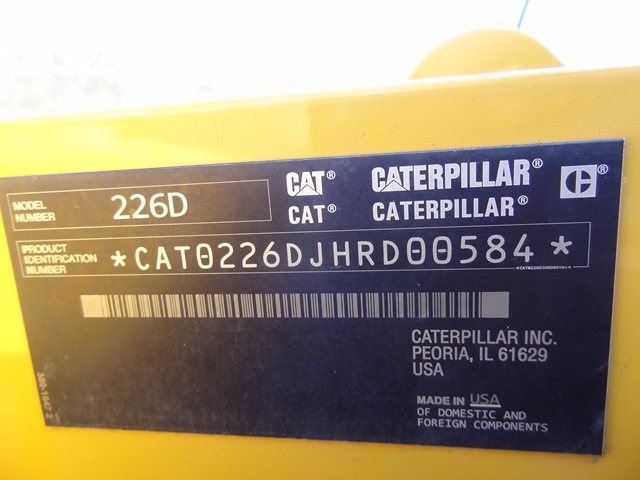 MODEL NUMBER 226D
CAT® CATERPILLAR® C®
CAT® CATERPILLAR®
PRODUCT IDENTIFICATION NUMBER *CAT0226DJHRD00584*
*CAT0226DJHRD00584*
CATERPILLAR INC.
PEORIA, IL 61629
USA
MADE IN USA
OF DOMESTIC AND
FOREIGN COMPONENTS